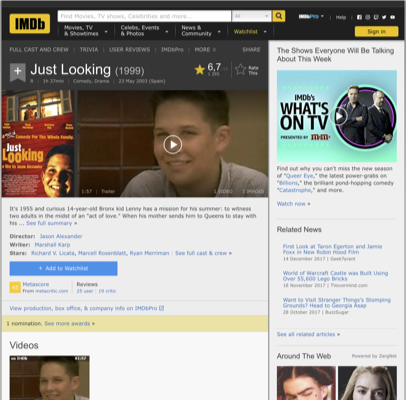 IMDb
Find Movies, TV shows, Celebrities and more...
All
IMDbPro
Help
Movies, TV
& Showtimes
Celebs, Events
& Photos
News &
Community
Watchlist
Sign in
FULL CAST AND CREW | TRIVIA | USER REVIEWS | IMDbPro | MORE
SHARE
Just Looking (1999)
6,7
Rate
This
1h 37min | Comedy, Drama | 23 May 2003 (Spain)
Just
Looking
1:57 | Trailer
1 VIDEO
3 IMAGES
It's 1955 and curious 14-year-old Bronx kid Lenny has a mission for his summer: to witness
two adults in the midst of an "act of love." When his mother sends him to Queens to stay with
his ... See full summary »
Director: Jason Alexander
Writer: Marshall Karp
Stars: Richard V. Licata, Marcell Rosenblatt, Ryan Merriman | See full cast & crew »
+ Add to Watchlist
Metascore
From metacritic.com
Reviews
25 user | 19 critic
View production, box office, & company info on IMDbPro
1 nomination. See more awards »
Videos
The Shows Everyone Will Be Talking
About This Week
IMDb's
WHAT'S
ON TV
PRESENTED BY m&m's
Find out why you can't miss the new season
of "Queer Eye," the latest power-grabs on
"Billions," the brilliant pond-hopping comedy
"Catastrophe," and more.
Watch now »
Related News
First Look at Taron Egerton and Jamie
Foxx in New Robin Hood Film
14 December 2017 | GeekTyrant
World of Warcraft Castle was Built Using
Over 55,600 Lego Bricks
18 November 2017 | Flickeringmyth.com
Want to Visit Stranger Things's Stomping
Grounds? Head to Georgia Asap
28 October 2017 | BuzzSugar
See all related articles »
Around The Web
Powered by ZergNet